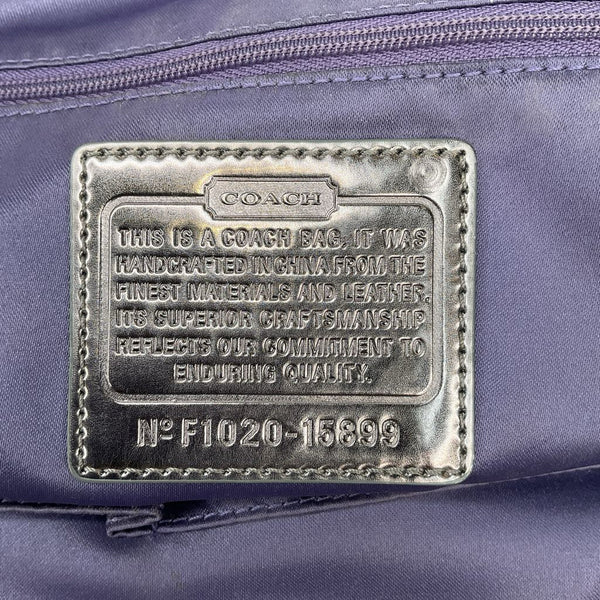 COACH
THIS IS A COACH BAG. IT WAS
HANDCRAFTED IN CHINA FROM THE
FINEST MATERIALS AND LEATHER.
ITS SUPERIOR CRAFTSMANSHIP
REFLECTS OUR COMMITMENT TO
ENDURING QUALITY.
Nº F1020-15899